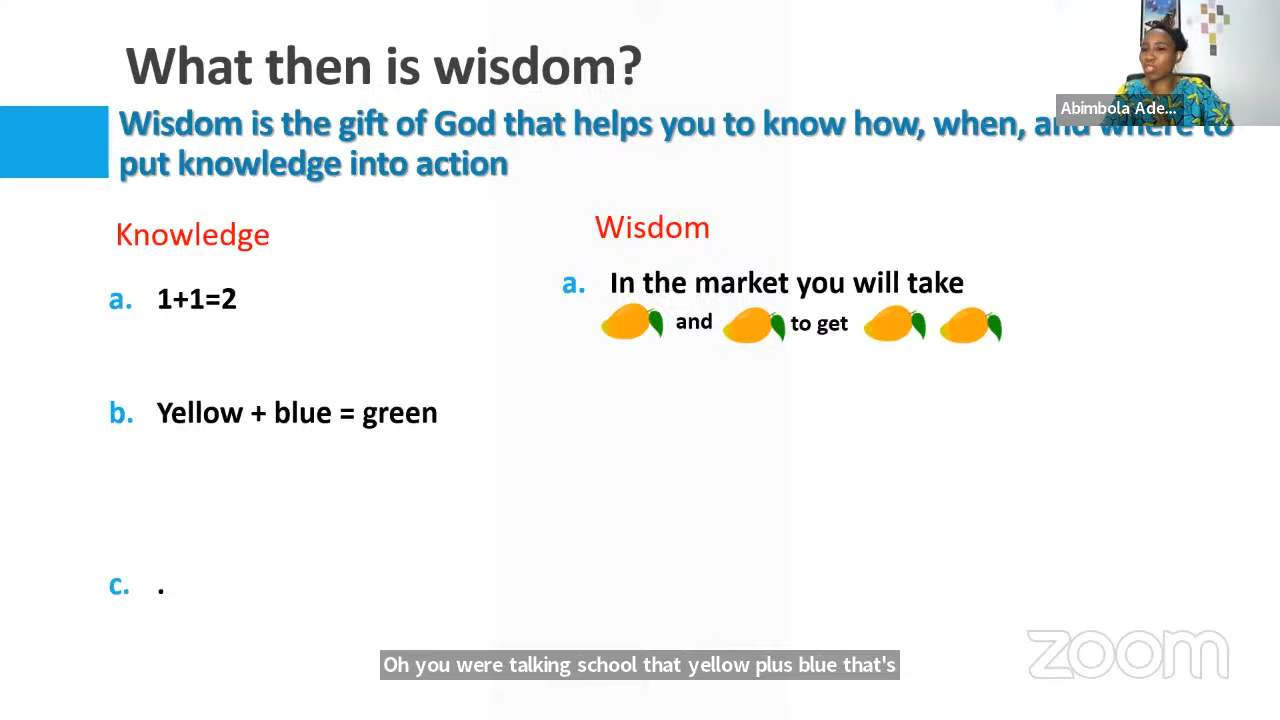 What then is wisdom?
Abimbola Ade...
Wisdom is the gift of God that helps you to know how, when, and where to
put knowledge into action
Knowledge
a. 1+1=2
b. Yellow + blue = green
c. .
Wisdom
a. In the market you will take
and to get
Oh you were talking school that yellow plus blue that's
zoom